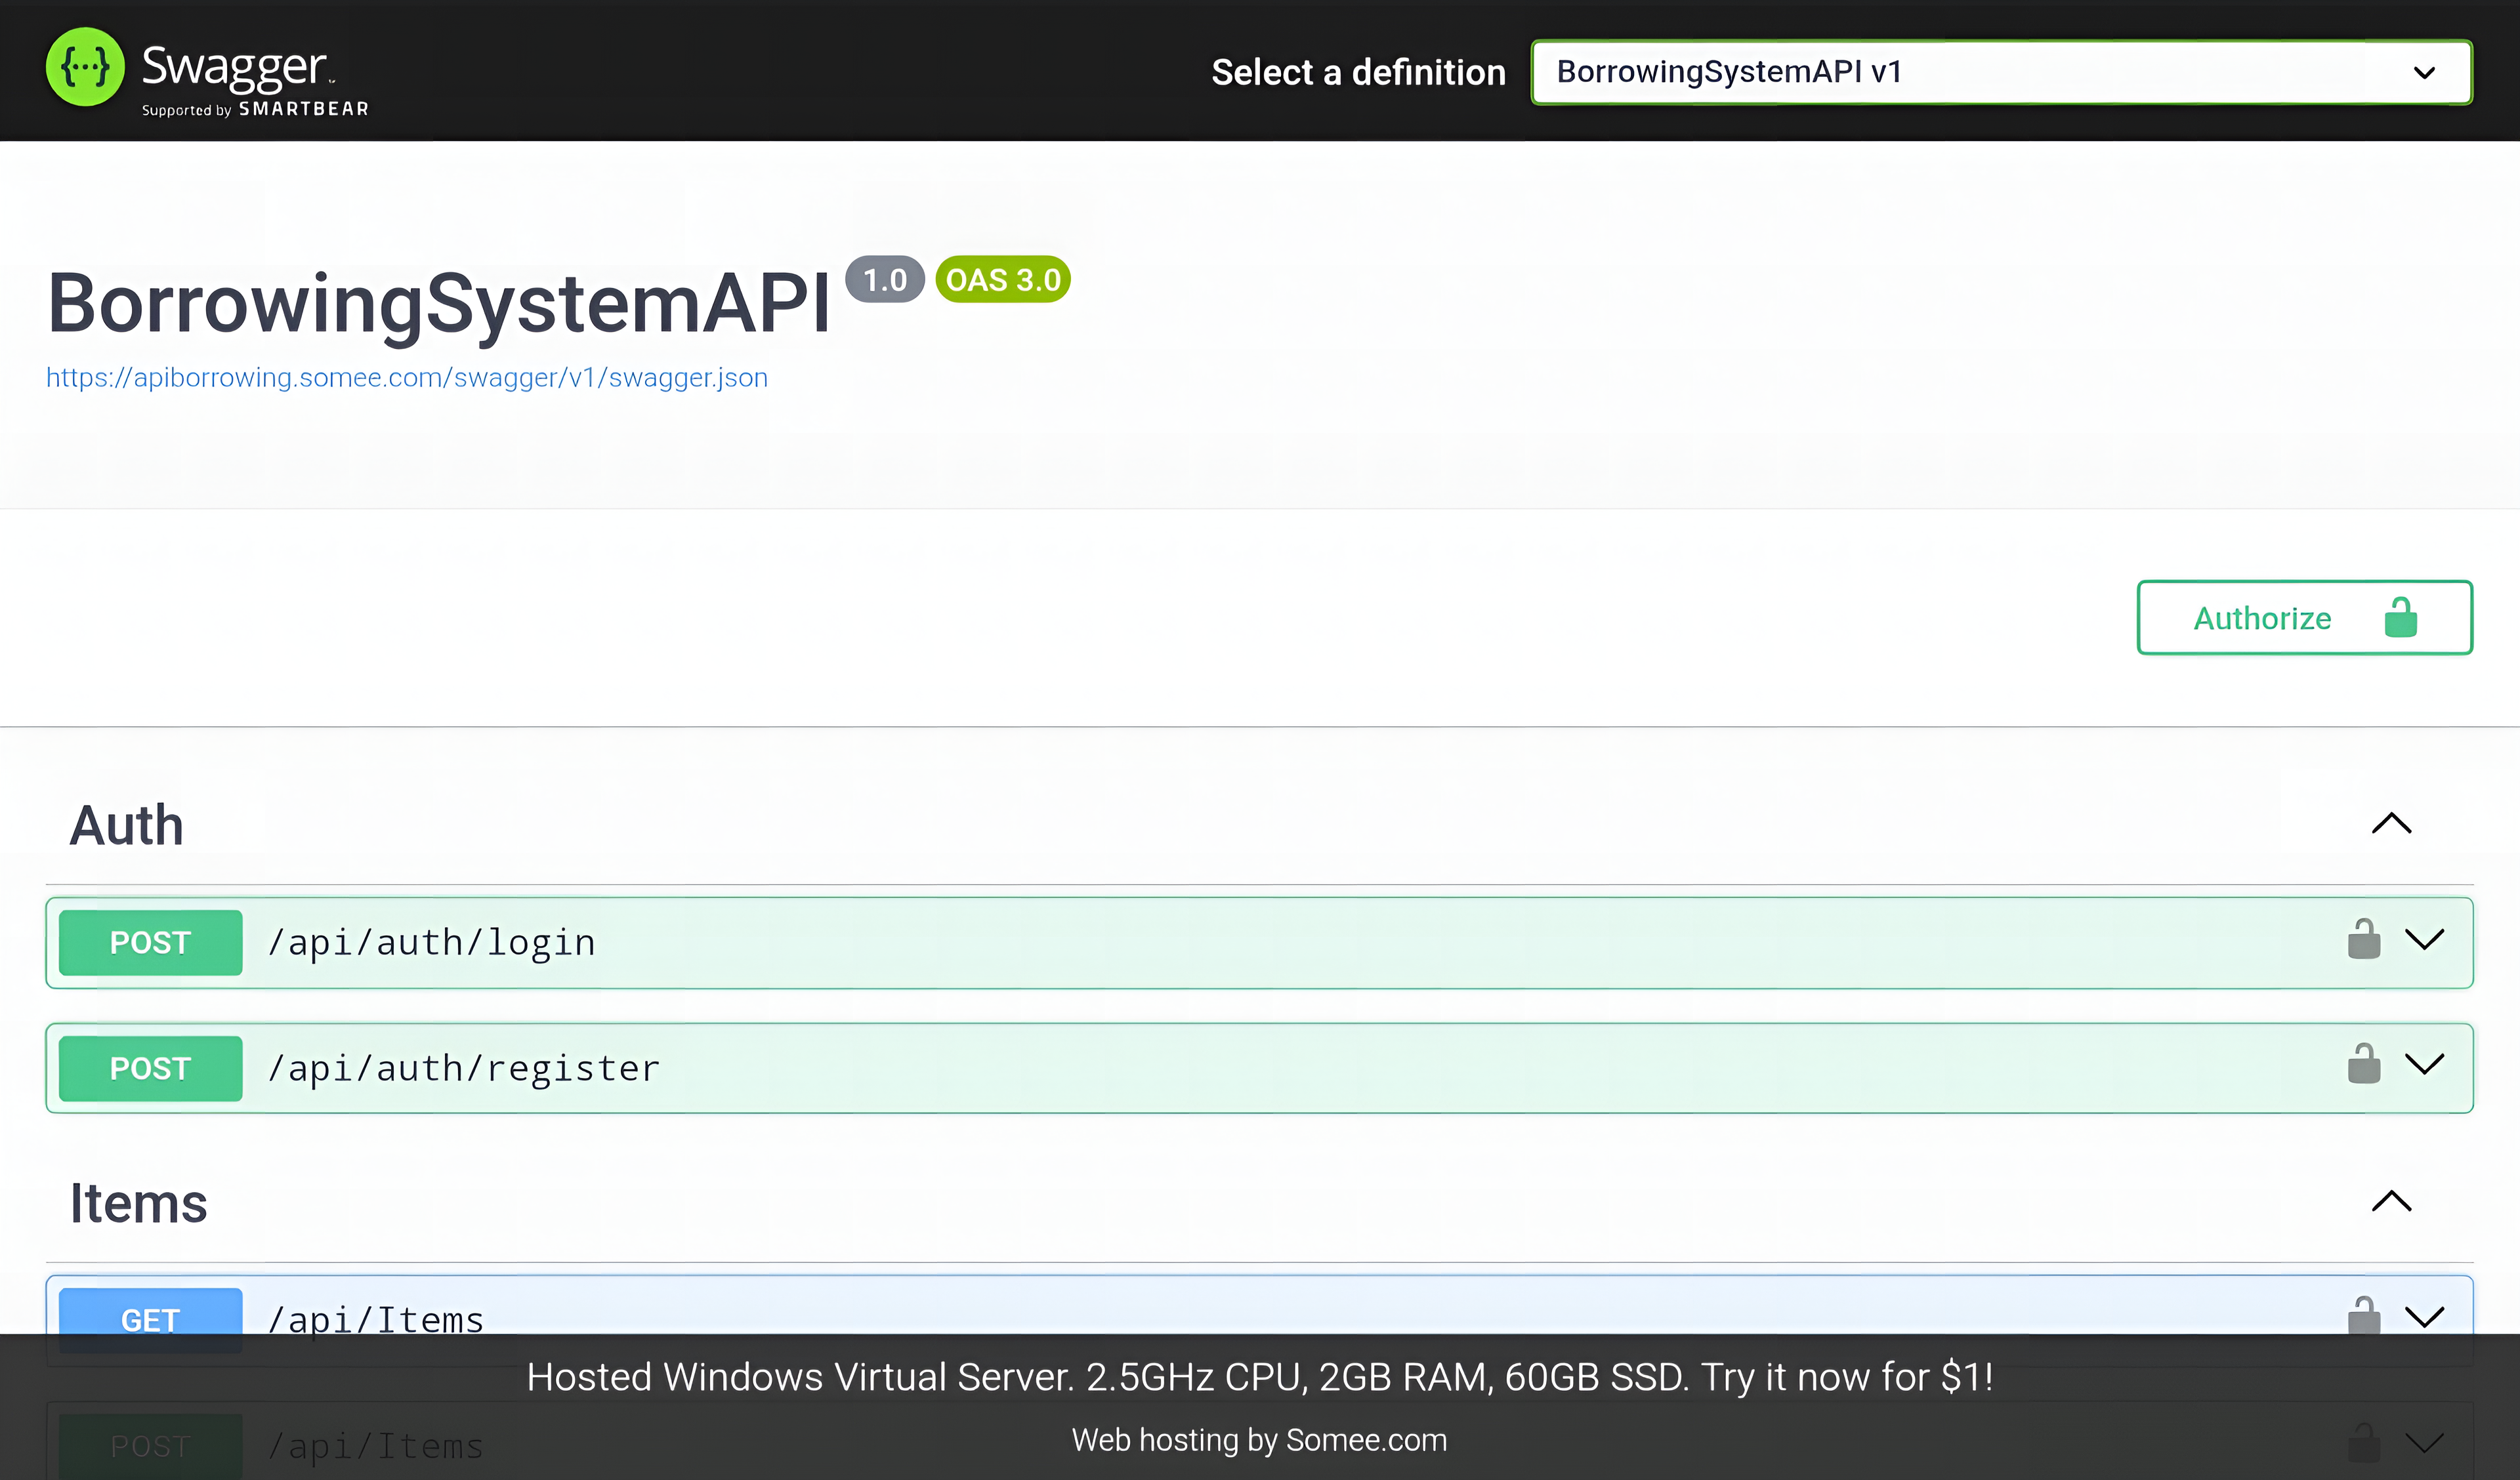 Swagger
Supported by SMARTBEAR
Select a definition
BorrowingSystemAPI v1
BorrowingSystemAPI 1.0 OAS 3.0
https://apiborrowing.somee.com/swagger/v1/swagger.json
Authorize
Auth
POST /api/auth/login
POST /api/auth/register
Items
GET /api/Items
Hosted Windows Virtual Server. 2.5GHz CPU, 2GB RAM, 60GB SSD. Try it now for $1!
Web hosting by Somee.com
POST /api/Items